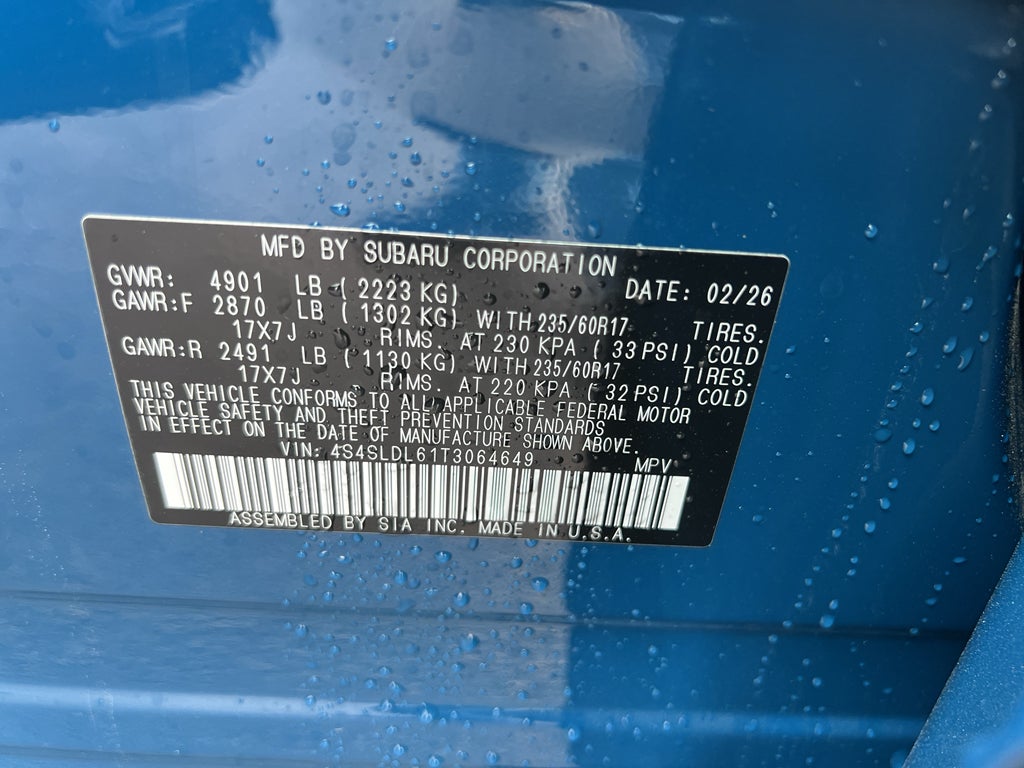 MFD BY SUBARU CORPORATION
GVWR: 4901 LB ( 2223 KG) DATE: 02/26
GAWR:F 2870 LB ( 1302 KG) WITH 235/60R17 TIRES.
17X7J RIMS. AT 230 KPA ( 33 PSI) COLD
GAWR:R 2491 LB ( 1130 KG) WITH 235/60R17 TIRES.
17X7J RIMS. AT 220 KPA ( 32 PSI) COLD
THIS VEHICLE CONFORMS TO ALL APPLICABLE FEDERAL MOTOR
VEHICLE SAFETY AND THEFT PREVENTION STANDARDS
IN EFFECT ON THE DATE OF MANUFACTURE SHOWN ABOVE.
VIN: 4S4SLDL61T3064649 MPV
ASSEMBLED BY SIA INC. MADE IN U.S.A.